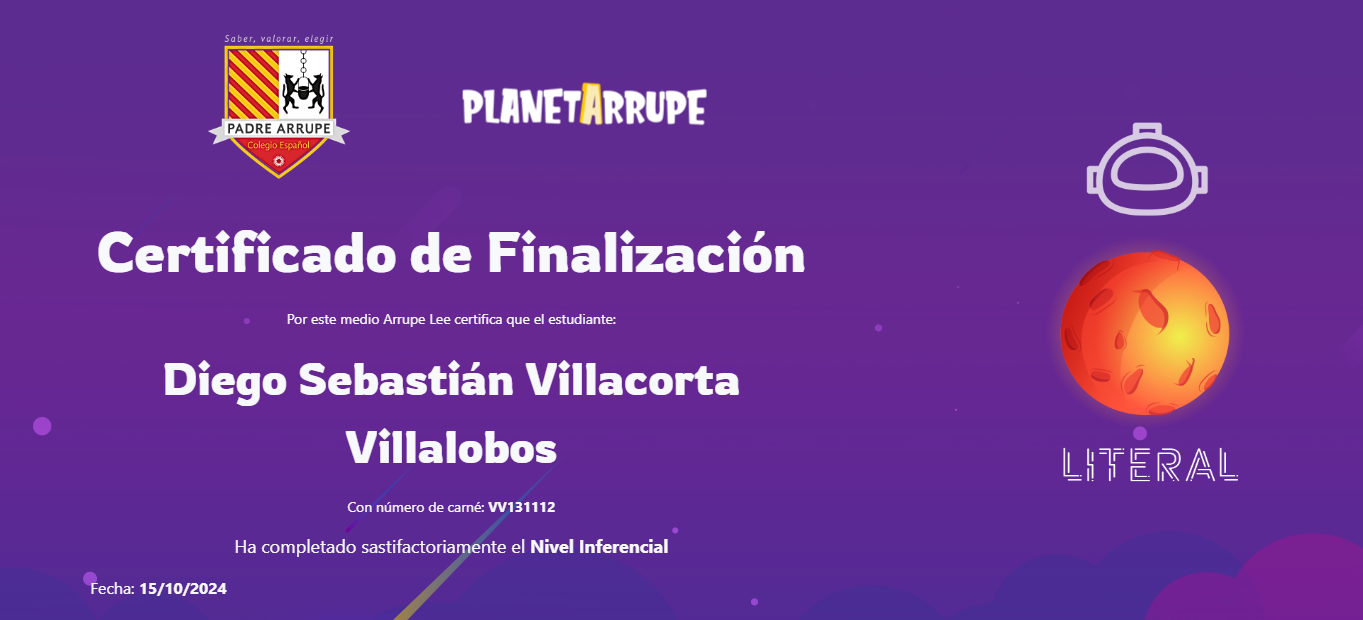 Saber, valorar, elegir
PADRE ARRUPE
Colegio Español
PLANETARRUPE
Certificado de Finalización
Por este medio Arrupe Lee certifica que el estudiante:
Diego Sebastián Villacorta
Villalobos
Con número de carné: VV131112
Ha completado sastifactoriamente el Nivel Inferencial
Fecha: 15/10/2024
LITERAL